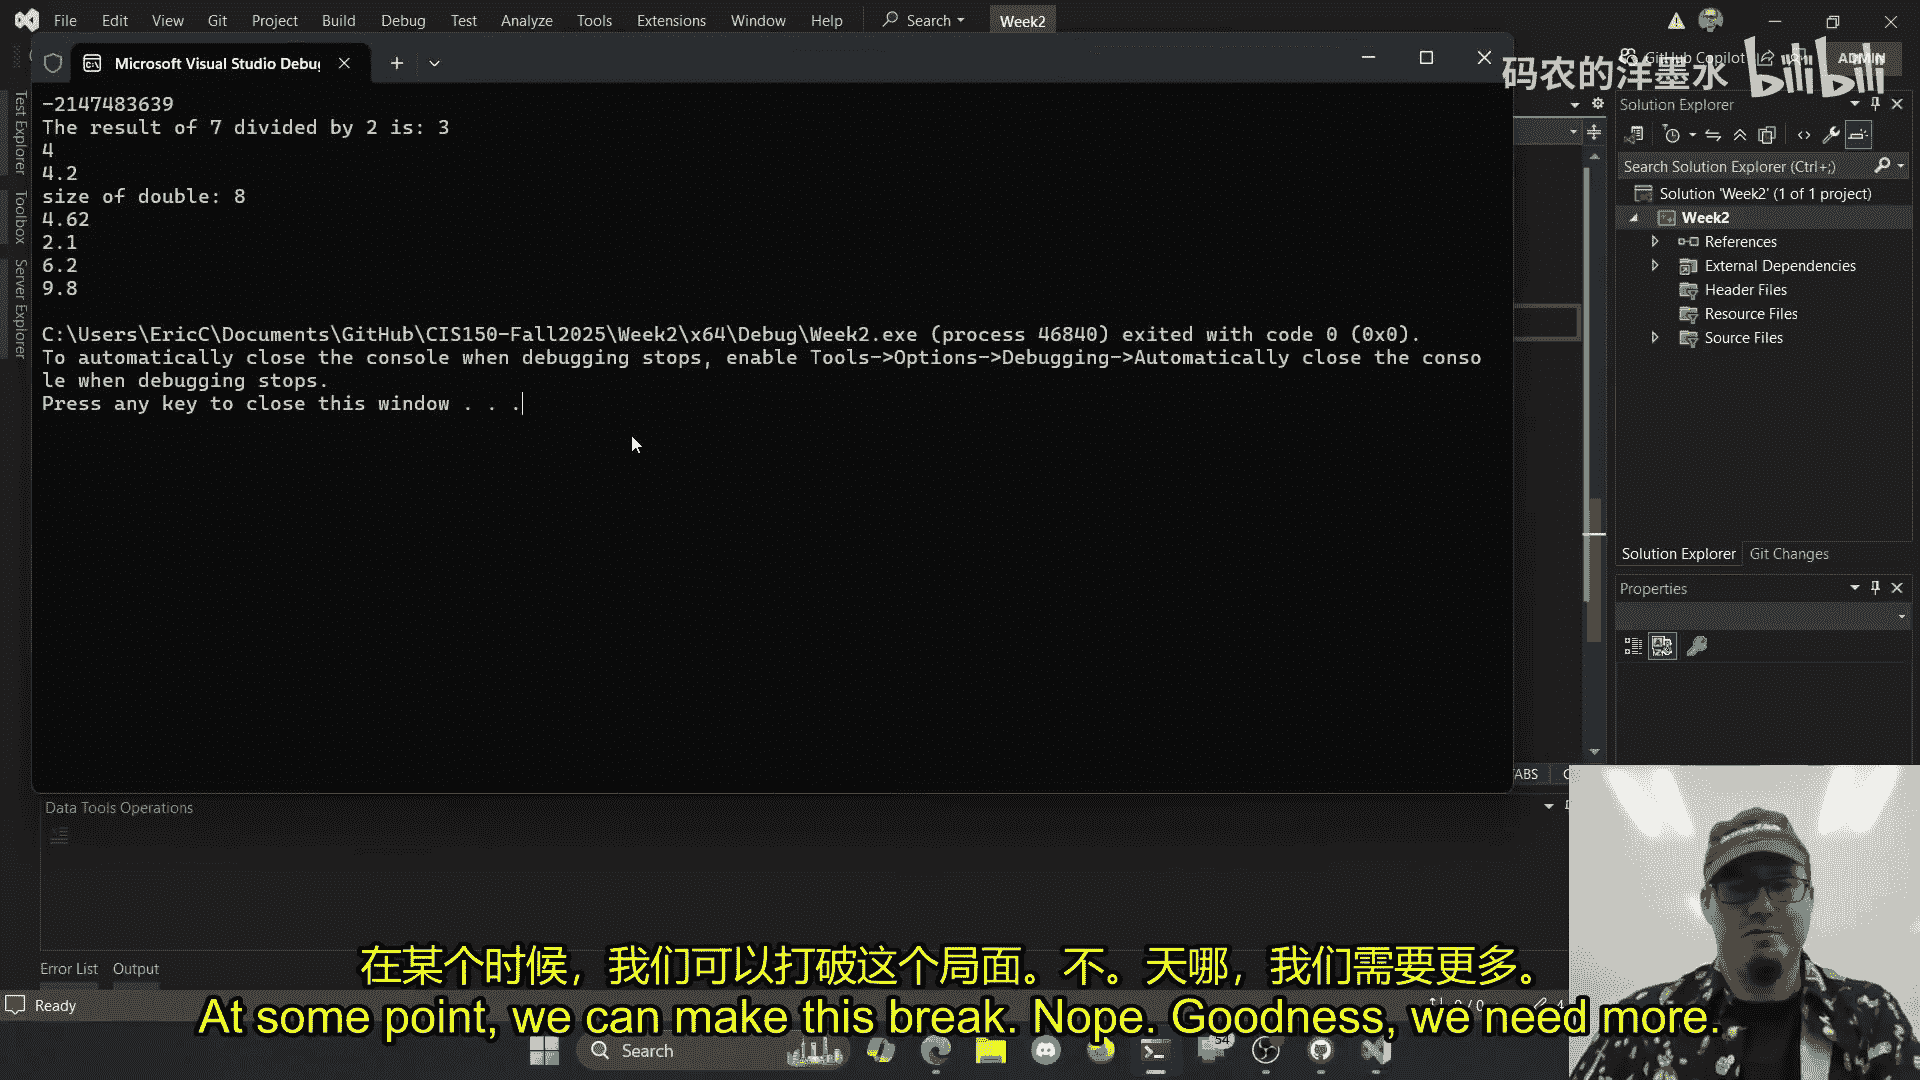 File Edit View Git Project Build Debug Test Analyze Tools Extensions Window Help Search Week2
Microsoft Visual Studio Debu
GitHub Copilot
ADMIN
码农的洋墨水 bilibili
Test Explorer
Toolbox
Server Explorer
-2147483639
The result of 7 divided by 2 is: 3
4
4.2
size of double: 8
4.62
2.1
6.2
9.8
C:\Users\EricC\Documents\GitHub\CIS150-Fall2025\Week2\x64\Debug\Week2.exe (process 46840) exited with code 0 (0x0).
To automatically close the console when debugging stops, enable Tools->Options->Debugging->Automatically close the conso
le when debugging stops.
Press any key to close this window . . .
Solution Explorer
Search Solution Explorer (Ctrl+;)
Solution 'Week2' (1 of 1 project)
Week2
References
External Dependencies
Header Files
Resource Files
Source Files
Solution Explorer Git Changes
Properties
TABS
Data Tools Operations
Error List Output
Ready
在某个时候，我们可以打破这个局面。不。天哪，我们需要更多。
At some point, we can make this break. Nope. Goodness, we need more.
Search
54